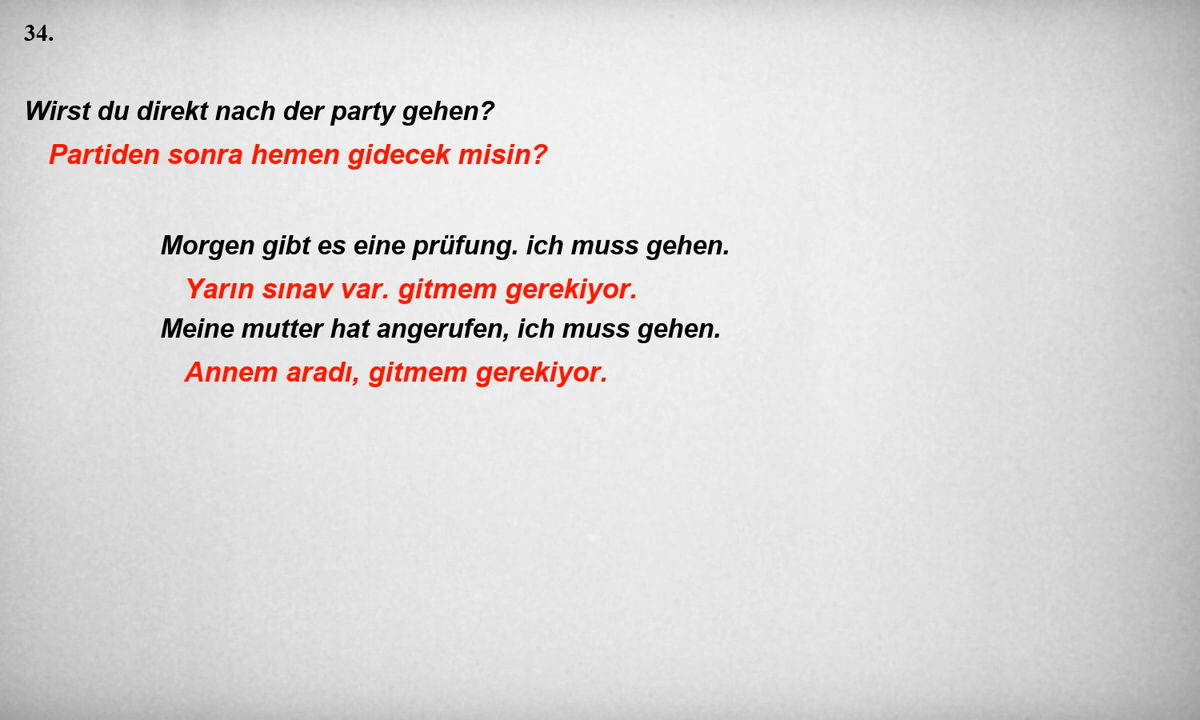 34.
Wirst du direkt nach der party gehen?
Partiden sonra hemen gidecek misin?
Morgen gibt es eine prüfung. ich muss gehen.
Yarın sınav var. gitmem gerekiyor.
Meine mutter hat angerufen, ich muss gehen.
Annem aradı, gitmem gerekiyor.